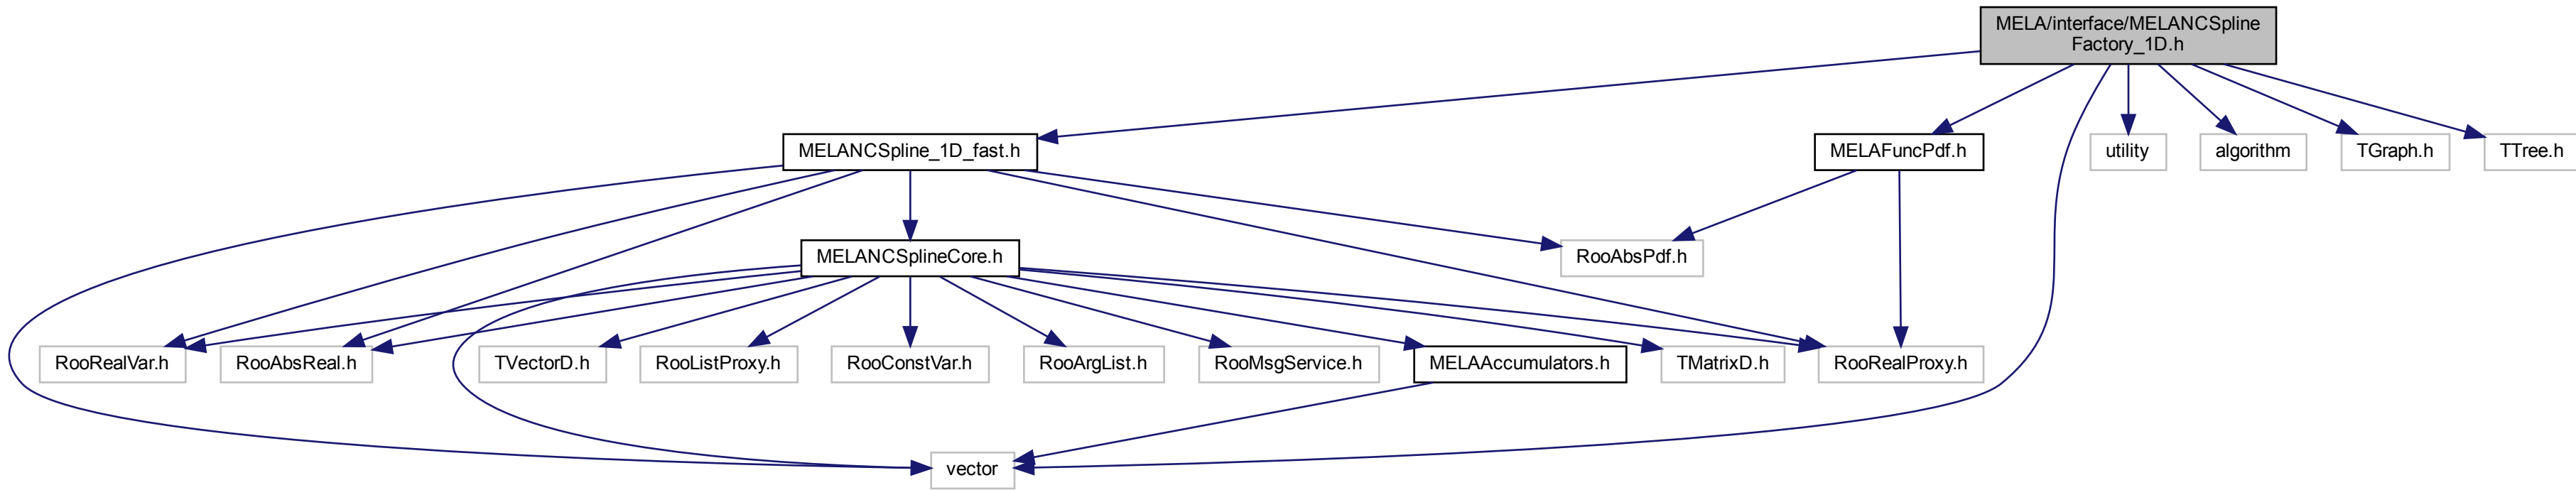 MELA/interface/MELANCSpline
Factory_1D.h
MELANCSpline_1D_fast.h
MELAFuncPdf.h
utility
algorithm
TGraph.h
TTree.h
MELANCSplineCore.h
RooAbsPdf.h
RooRealVar.h
RooAbsReal.h
TVectorD.h
RooListProxy.h
RooConstVar.h
RooArgList.h
RooMsgService.h
MELAAccumulators.h
TMatrixD.h
RooRealProxy.h
vector